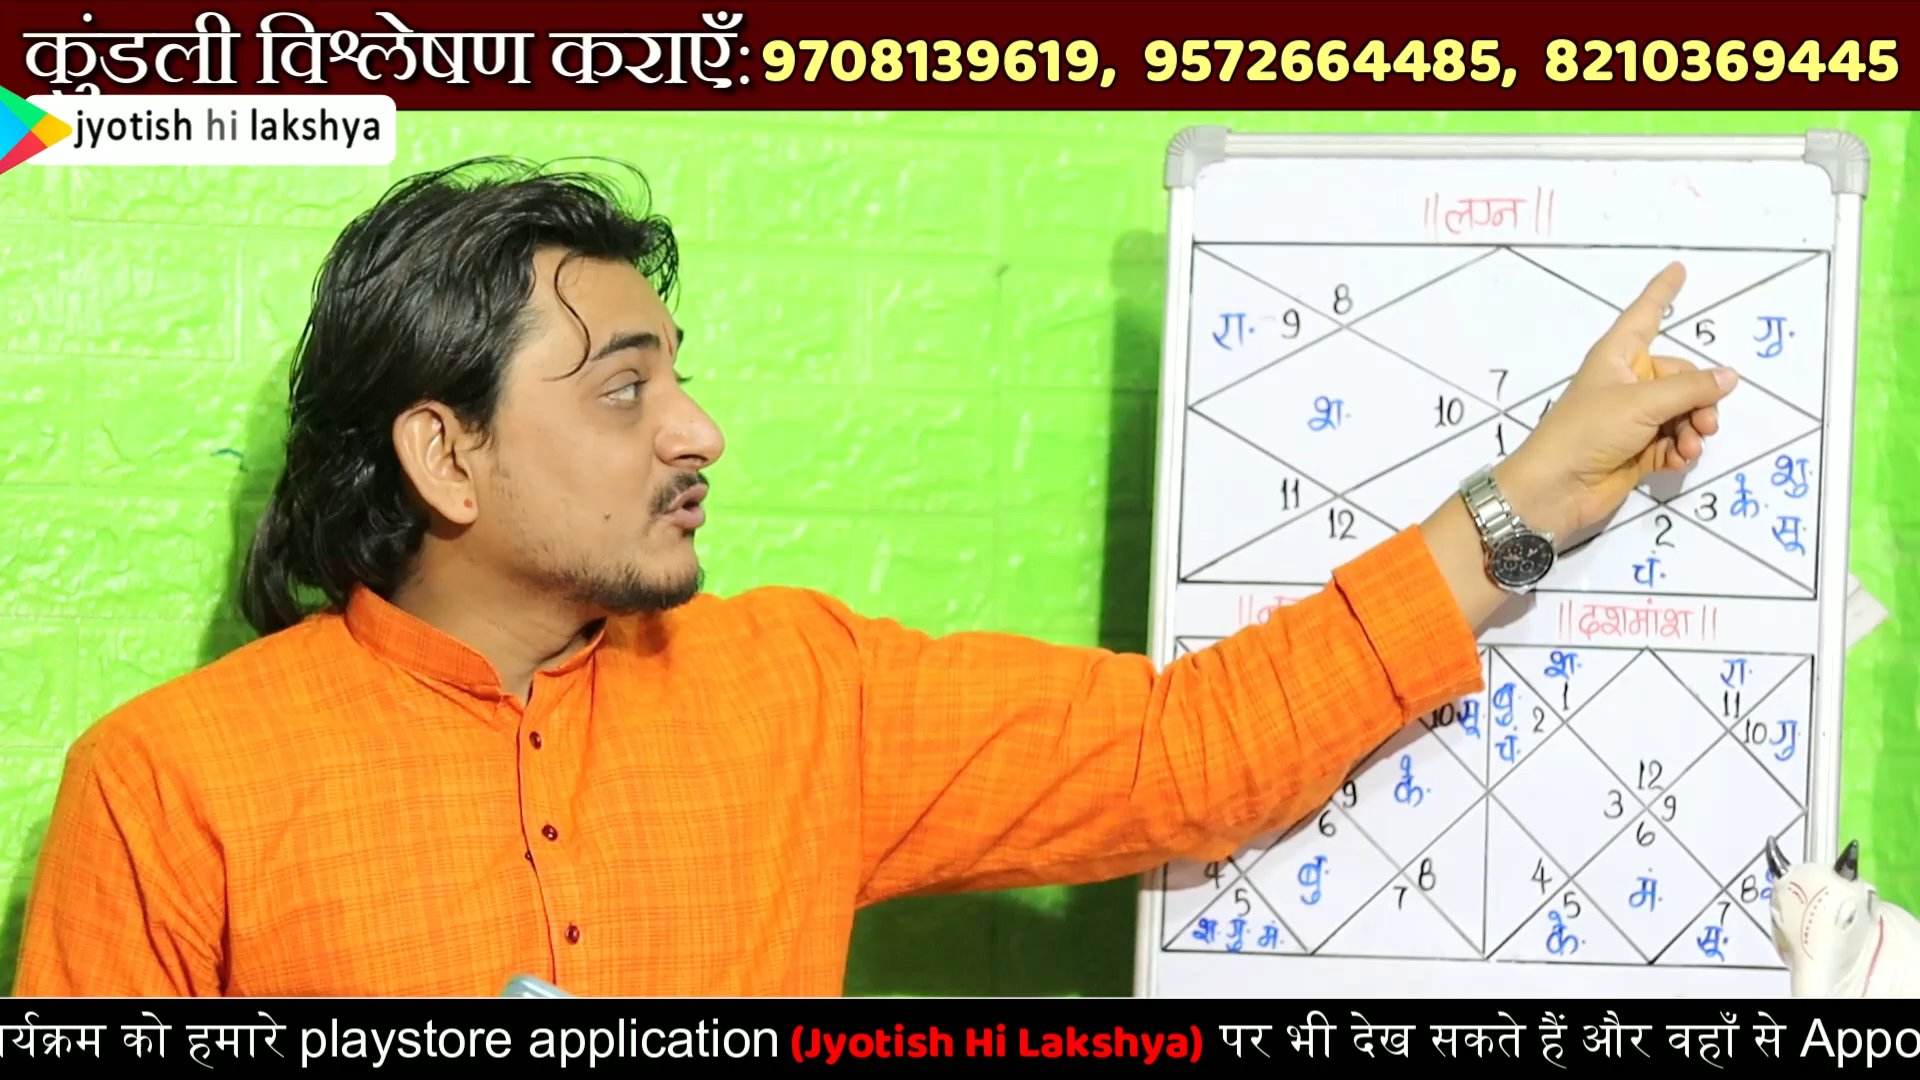 कुंडली विश्लेषण कराएँ: 9708139619, 9572664485, 8210369445
jyotish hi lakshya
||लग्न||
8
रा. 9
5 गु.
7
श. 10
1
11
12
3 के. शु. सू.
2
चं.
||दशमांश||
श. रा.
1 11
10 सू. बु. चं. 2
10 गु.
12
9 के.
3 9
6
6
4
5
बु.
7
8
श. गु. मं.
4
5
के.
मं.
8
7
सू.
र्यक्रम को हमारे playstore application (Jyotish Hi Lakshya) पर भी देख सकते हैं और वहाँ से Appo